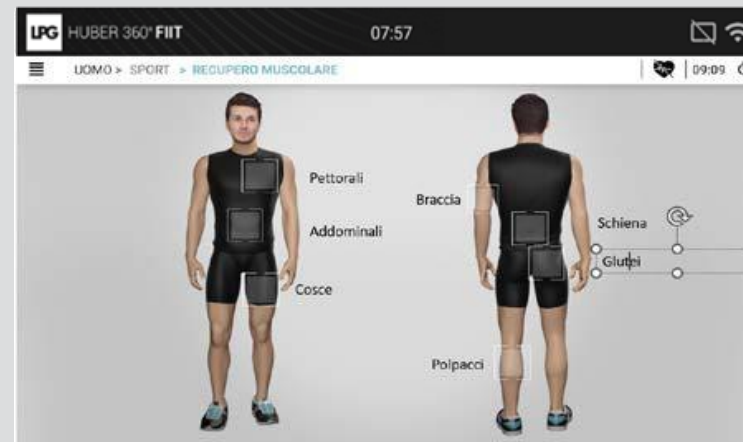 LPG HUBER 360° FIIT 07:57
UOMO > SPORT > RECUPERO MUSCOLARE 09:09
Pettorali
Addominali
Cosce
Braccia
Schiena
Glutei
Polpacci